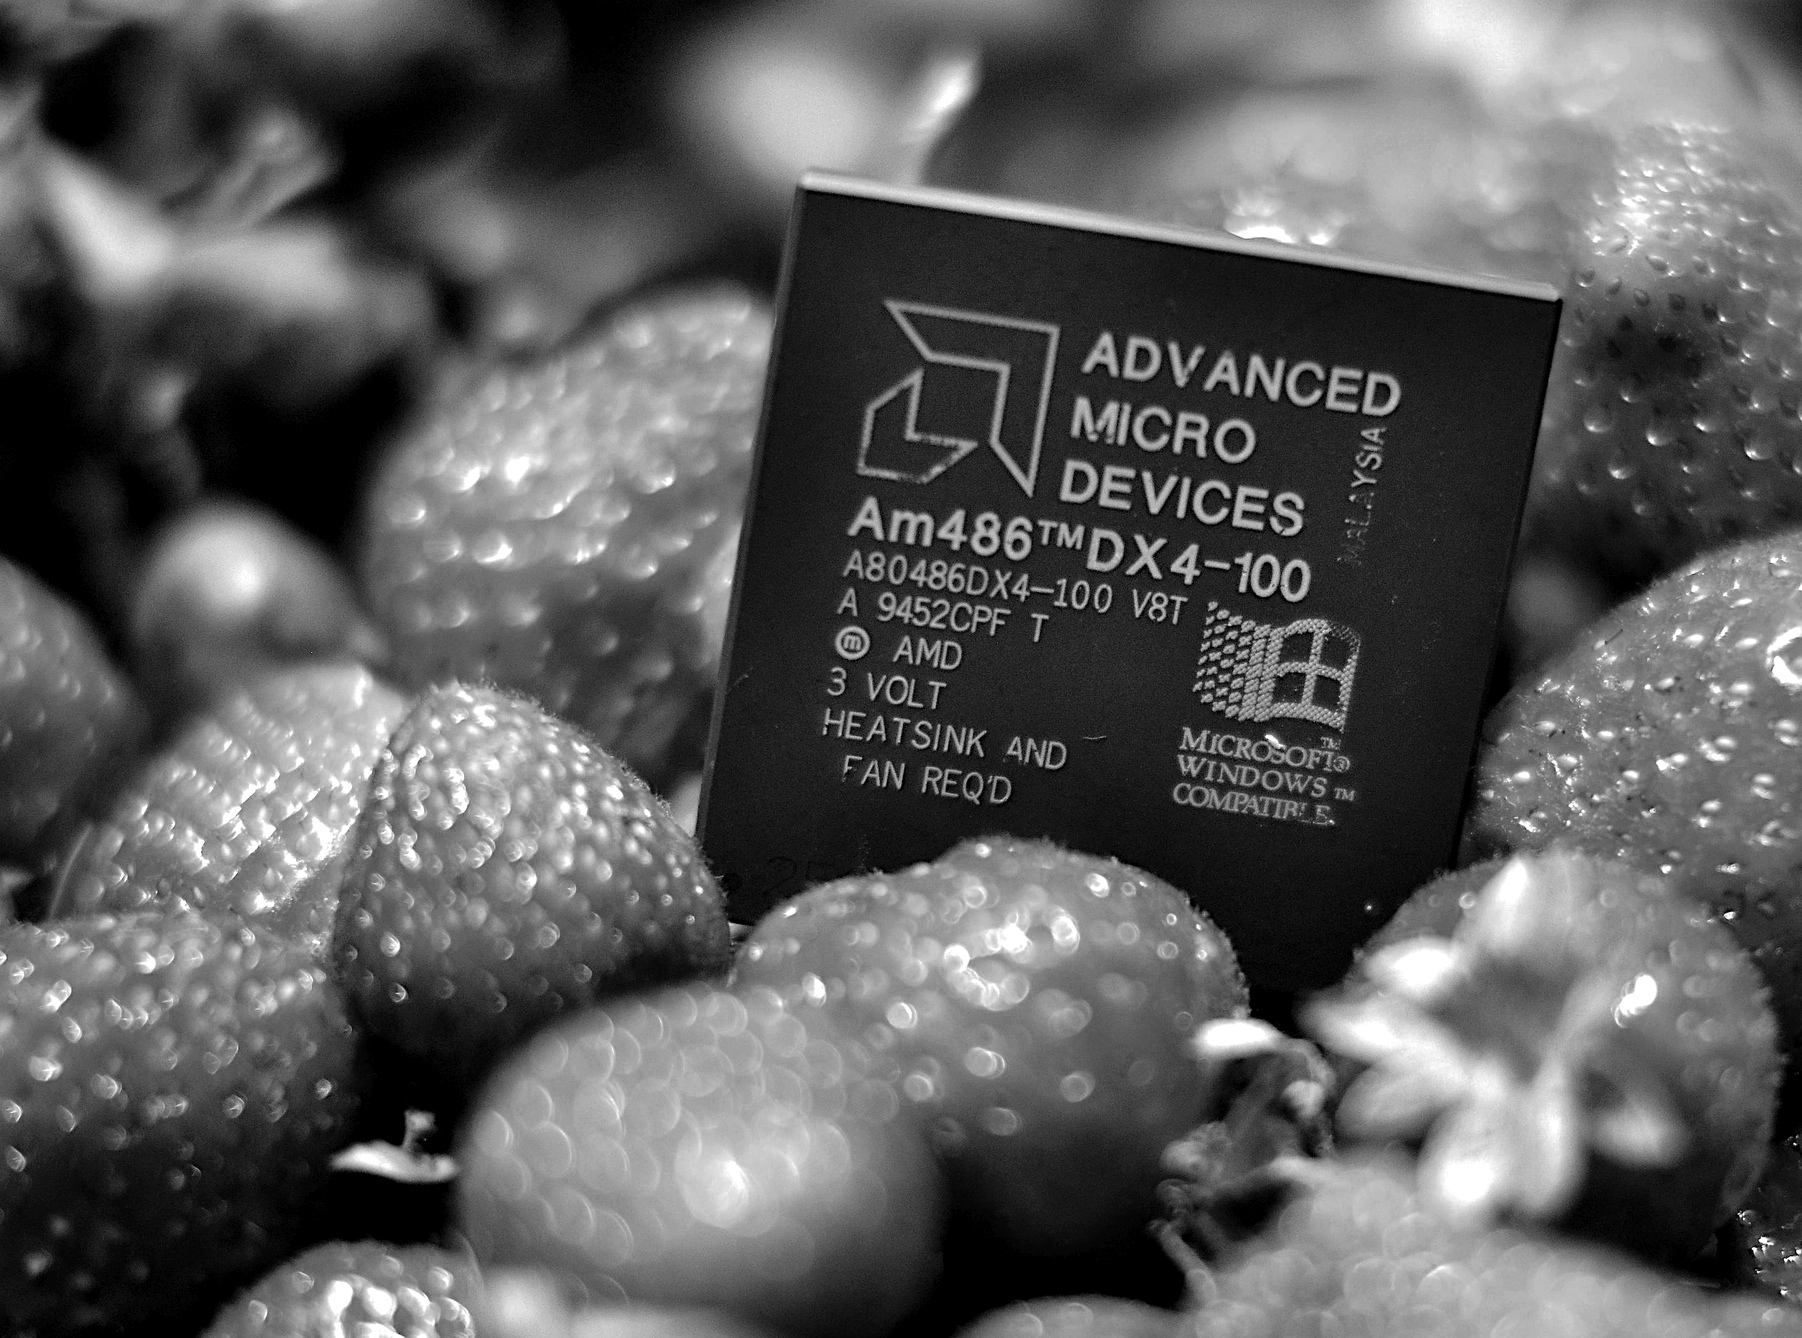 ADVANCED
MICRO
DEVICES
MALAYSIA
Am486™DX4-100
A80486DX4-100 V8T
A 9452CPF T
ⓜ AMD
3 VOLT
HEATSINK AND
FAN REQ'D
TM
MICROSOFT®
WINDOWS™
COMPATIBLE.